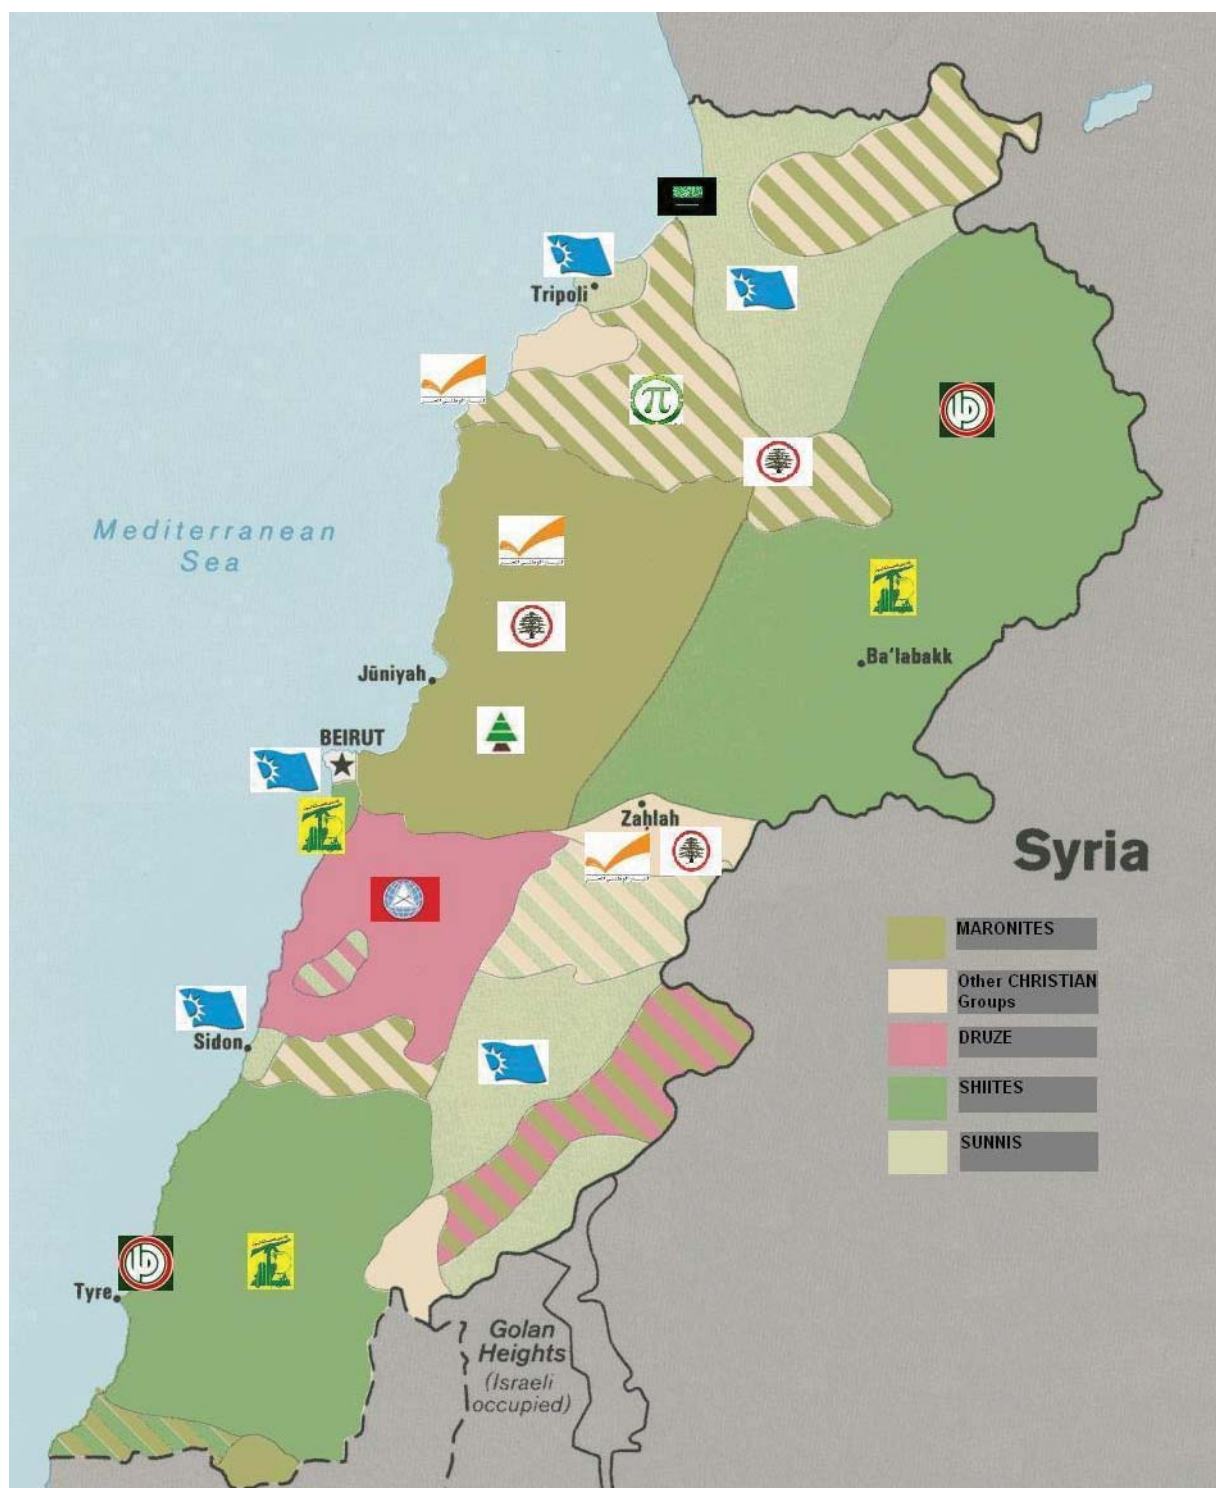 Tripoli
Mediterranean
Sea
Ba'labakk
Jūniyah
BEIRUT
Zahlah
Syria
MARONITES
Other CHRISTIAN
Groups
DRUZE
SHIITES
SUNNIS
Sidon
Tyre
Golan
Heights
(Israeli
occupied)